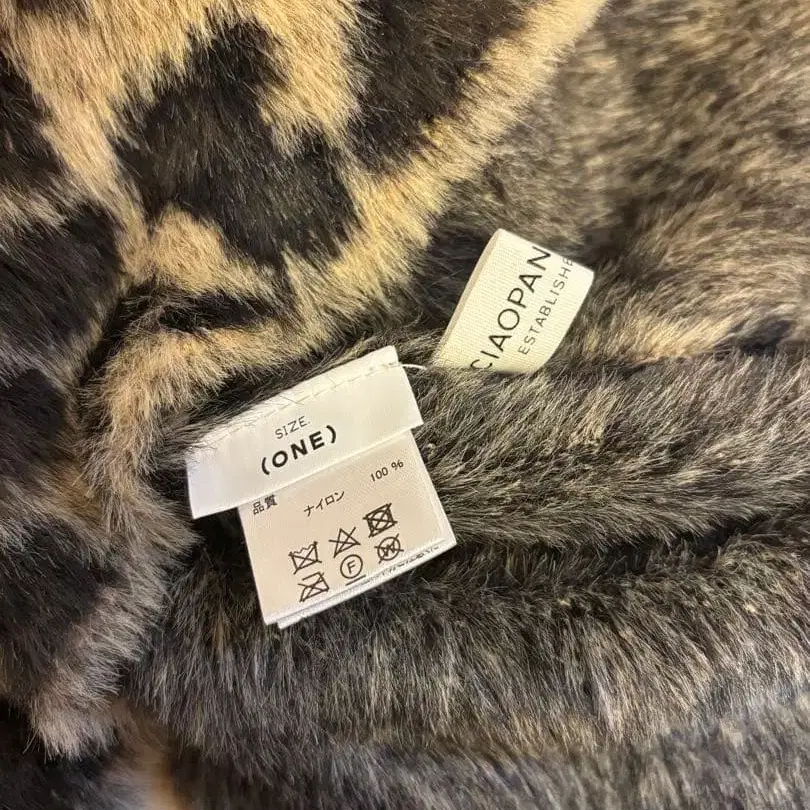 CIAOPAN
ESTABLISHE
SIZE.
(ONE)
品質 ナイロン 100 %
F
W